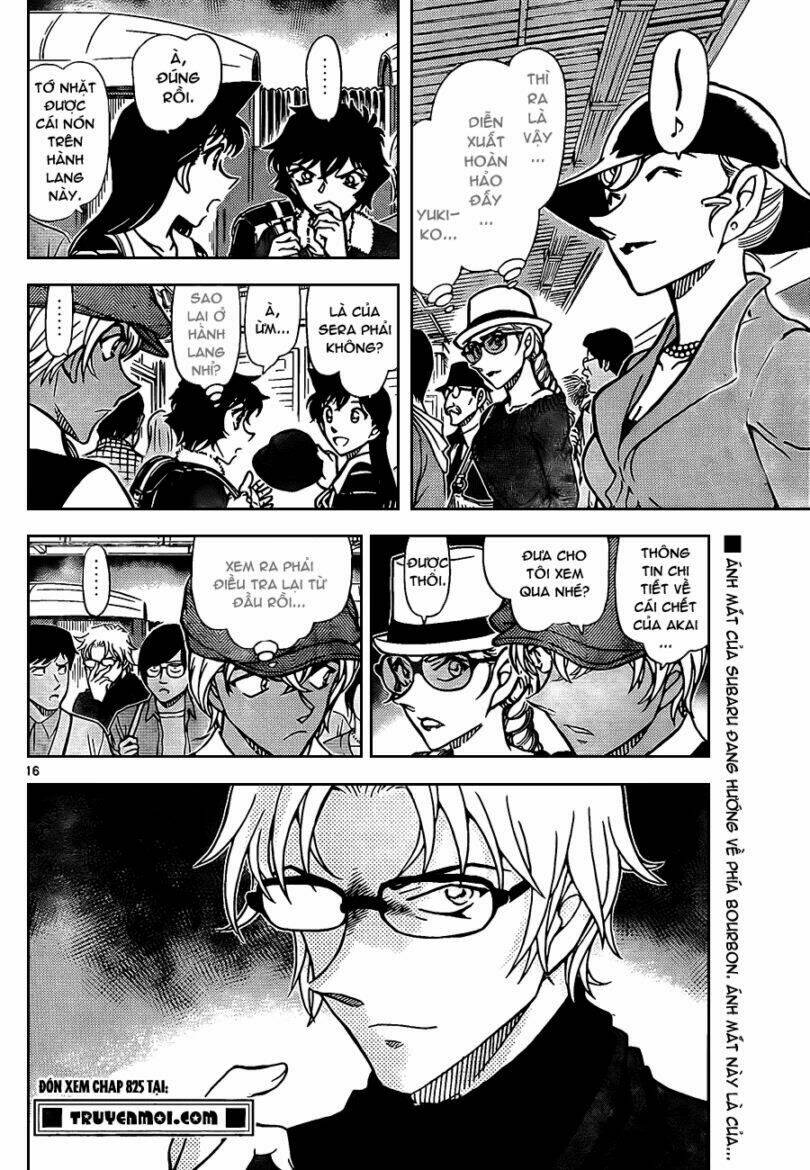 THÌ
RA
LÀ
VẬY
...
DIỄN
XUẤT
HOÀN
HẢO
ĐẤY
...
YUKI-
KO...
~♪
......
À,
ĐÚNG
RỒI.
TỚ NHẶT
ĐƯỢC
CÁI NÓN
TRÊN
HÀNH
LANG
NÀY.
LÀ CỦA
SERA PHẢI
KHÔNG?
À,
ỪM...
SAO
LẠI Ở
HÀNH
LANG
NHỈ?
......
THÔNG
TIN CHI
TIẾT VỀ
CÁI CHẾT
CỦA AKAI
...
ĐƯA CHO
TÔI XEM
QUA NHÉ?
ĐƯỢC
THÔI.
XEM RA PHẢI
ĐIỀU TRA LẠI TỪ
ĐẦU RỒI...
......
16
ÁNH MẮT CỦA SUBARU ĐANG HƯỚNG VỀ PHÍA BOURBON. ÁNH MẮT NÀY LÀ CỦA...
ĐÓN XEM CHAP 825 TẠI:
TRUYENMOI.COM